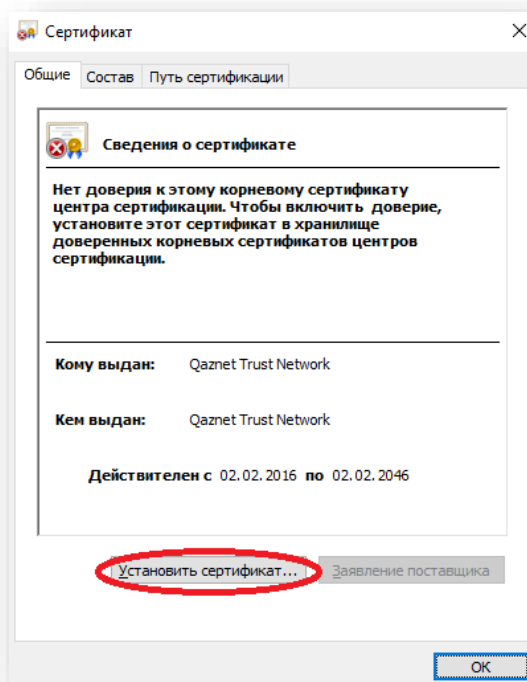 Сертификат
Общие Состав Путь сертификации
Сведения о сертификате
Нет доверия к этому корневому сертификату
центра сертификации. Чтобы включить доверие,
установите этот сертификат в хранилище
доверенных корневых сертификатов центров
сертификации.
Кому выдан: Qaznet Trust Network
Кем выдан: Qaznet Trust Network
Действителен с 02.02.2016 по 02.02.2046
Установить сертификат... Заявление поставщика
ОК